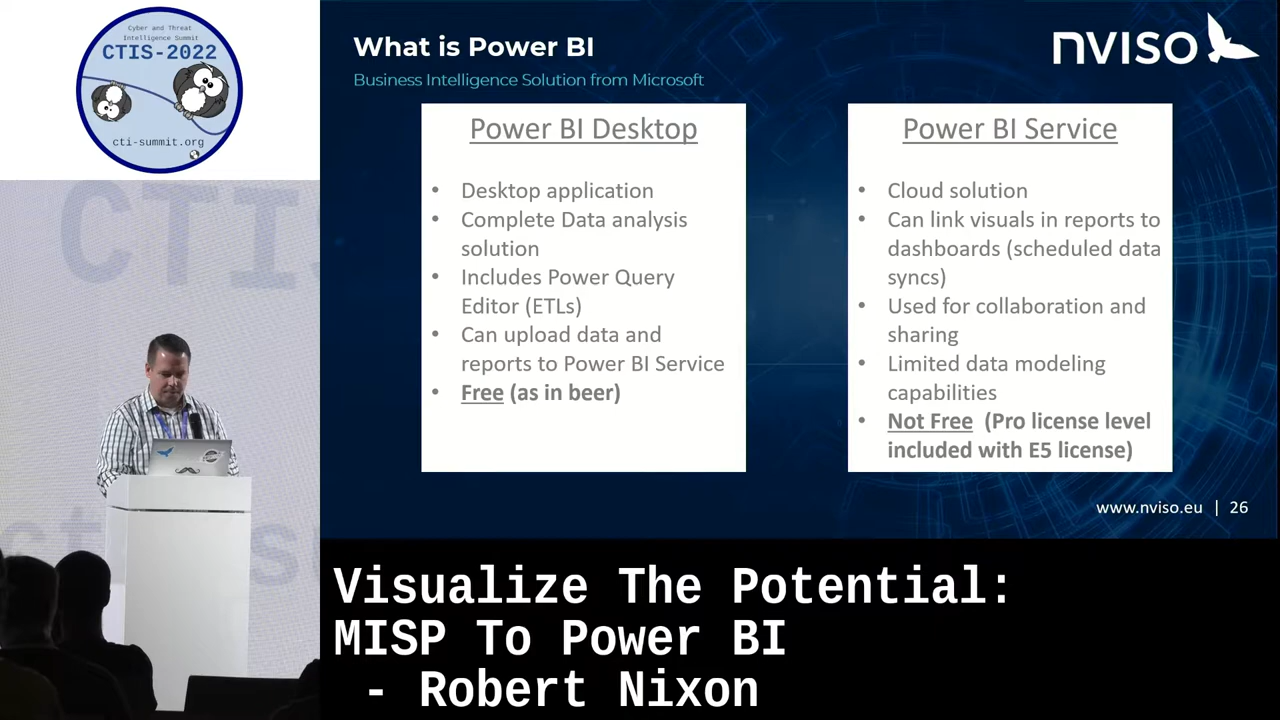 Cyber and Threat
Intelligence Summit
CTIS-2022
cti-summit.org
What is Power BI
Business Intelligence Solution from Microsoft
nviso
Power BI Desktop
• Desktop application
• Complete Data analysis
solution
• Includes Power Query
Editor (ETLs)
• Can upload data and
reports to Power BI Service
• Free (as in beer)
Power BI Service
• Cloud solution
• Can link visuals in reports to
dashboards (scheduled data
syncs)
• Used for collaboration and
sharing
• Limited data modeling
capabilities
• Not Free (Pro license level
included with E5 license)
www.nviso.eu | 26
CTIS
Visualize The Potential:
MISP To Power BI
- Robert Nixon